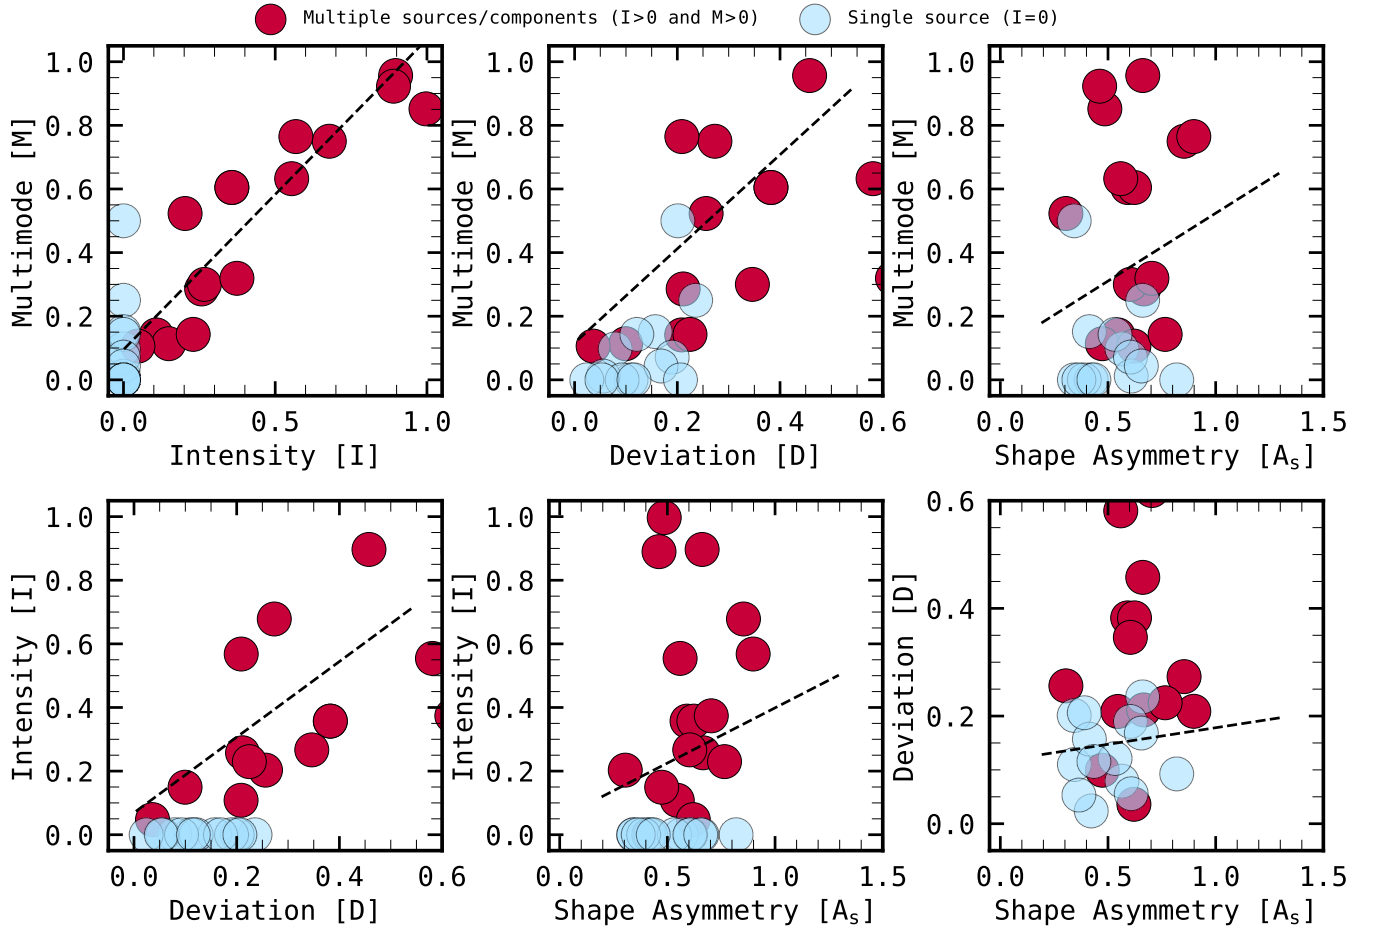 Multiple sources/components (I>0 and M>0)
Single source (I=0)
1.0
0.8
0.6
0.4
0.2
0.0
Multimode [M]
0.0 0.5 1.0
Intensity [I]
1.0
0.8
0.6
0.4
0.2
0.0
Multimode [M]
0.0 0.2 0.4 0.6
Deviation [D]
1.0
0.8
0.6
0.4
0.2
0.0
Multimode [M]
0.0 0.5 1.0 1.5
Shape Asymmetry [Aₛ]
1.0
0.8
0.6
0.4
0.2
0.0
Intensity [I]
0.0 0.2 0.4 0.6
Deviation [D]
1.0
0.8
0.6
0.4
0.2
0.0
Intensity [I]
0.0 0.5 1.0 1.5
Shape Asymmetry [Aₛ]
0.6
0.4
0.2
0.0
Deviation [D]
0.0 0.5 1.0 1.5
Shape Asymmetry [Aₛ]